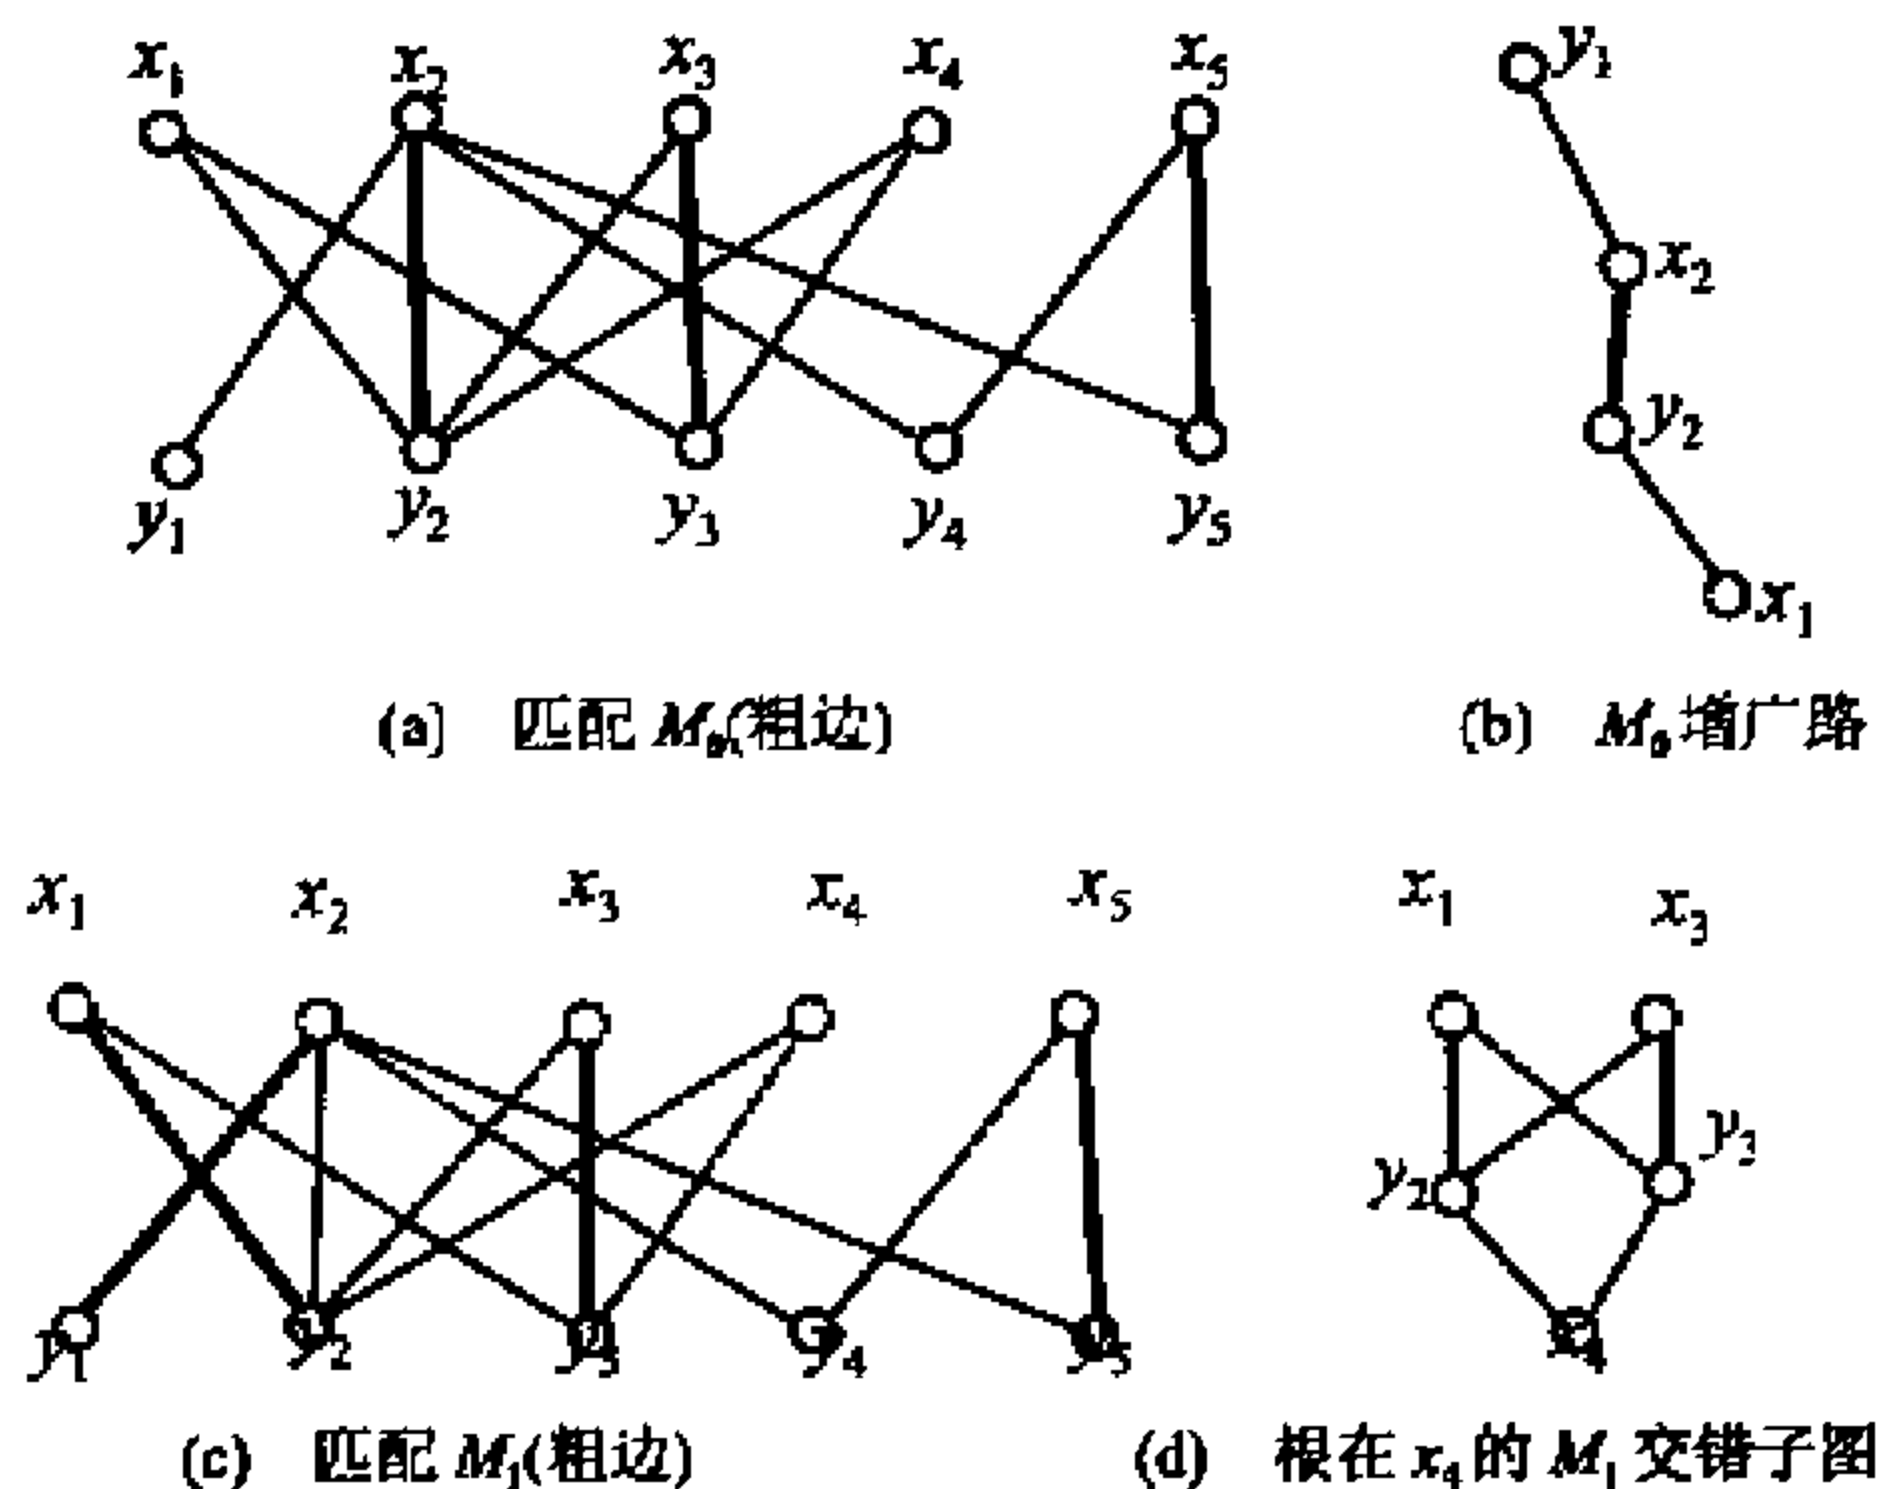 x₁ x₂ x₃ x₄ x₅
y₁ y₂ y₃ y₄ y₅
y₁
x₂
y₂
x₁
(a) 匹配 M₀(粗边)
(b) M₀增广路
x₁ x₂ x₃ x₄ x₅
y₁ y₂ y₃ y₄ y₅
x₁ x₃
y₂ y₃
x₄
(c) 匹配 M₁(粗边)
(d) 根在 x₄ 的 M₁ 交错子图